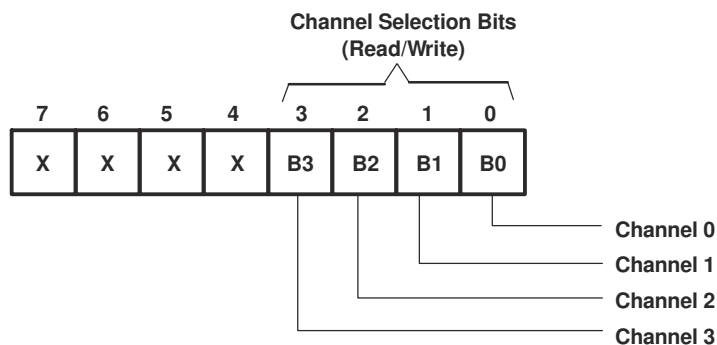 Channel Selection Bits
(Read/Write)
7 6 5 4 3 2 1 0
X X X X B3 B2 B1 B0
Channel 0
Channel 1
Channel 2
Channel 3